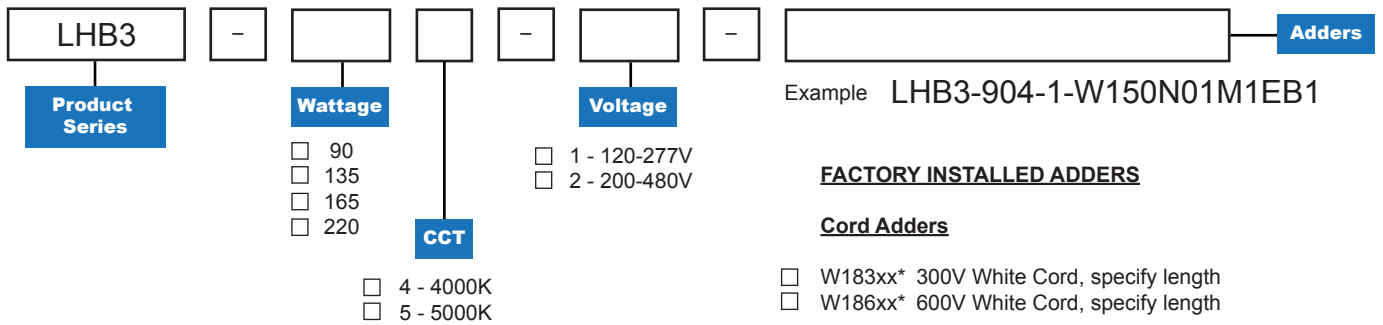 LHB3 - - - Adders
Product Series
Wattage
90
135
165
220
CCT
4 - 4000K
5 - 5000K
Voltage
1 - 120-277V
2 - 200-480V
Example LHB3-904-1-W150N01M1EB1
FACTORY INSTALLED ADDERS
Cord Adders
W183xx* 300V White Cord, specify length
W186xx* 600V White Cord, specify length